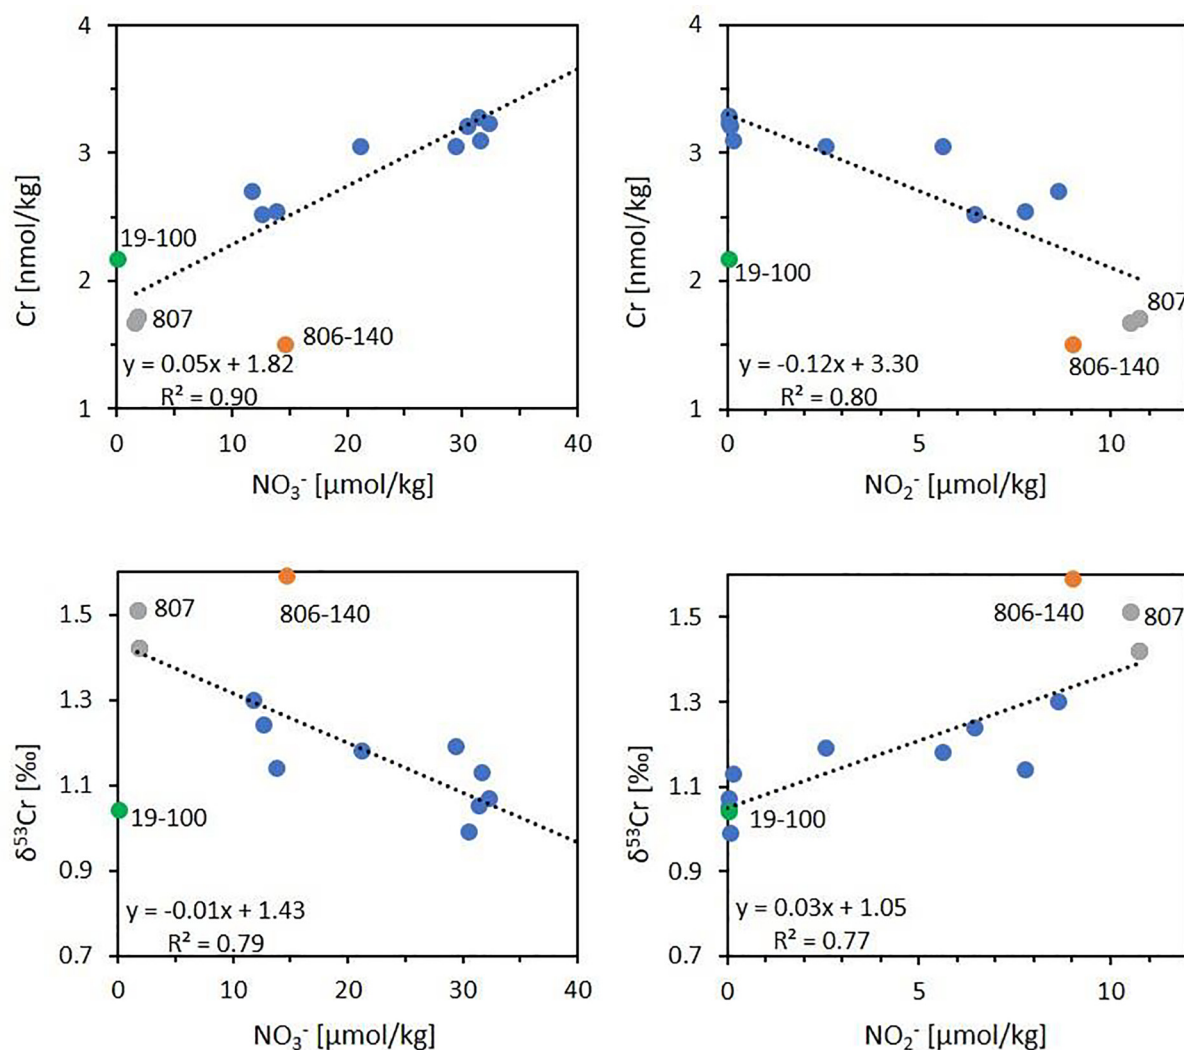 4
3
2
1
Cr [nmol/kg]
19-100
807
806-140
y = 0.05x + 1.82
R² = 0.90
0 10 20 30 40
NO₃⁻ [µmol/kg]
4
3
2
1
Cr [nmol/kg]
19-100
807
806-140
y = -0.12x + 3.30
R² = 0.80
0 5 10
NO₂⁻ [µmol/kg]
1.5
1.3
1.1
0.9
0.7
δ⁵³Cr [‰]
807
806-140
19-100
y = -0.01x + 1.43
R² = 0.79
0 10 20 30 40
NO₃⁻ [µmol/kg]
1.5
1.3
1.1
0.9
0.7
δ⁵³Cr [‰]
806-140
807
19-100
y = 0.03x + 1.05
R² = 0.77
0 5 10
NO₂⁻ [µmol/kg]